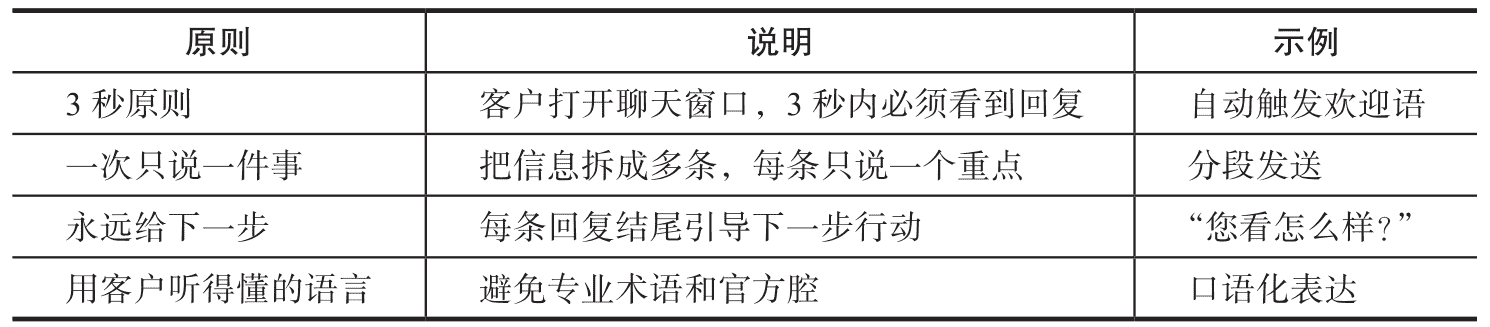 原则 说明 示例
3 秒原则 客户打开聊天窗口，3 秒内必须看到回复 自动触发欢迎语
一次只说一件事 把信息拆成多条，每条只说一个重点 分段发送
永远给下一步 每条回复结尾引导下一步行动 “您看怎么样？”
用客户听得懂的语言 避免专业术语和官方腔 口语化表达